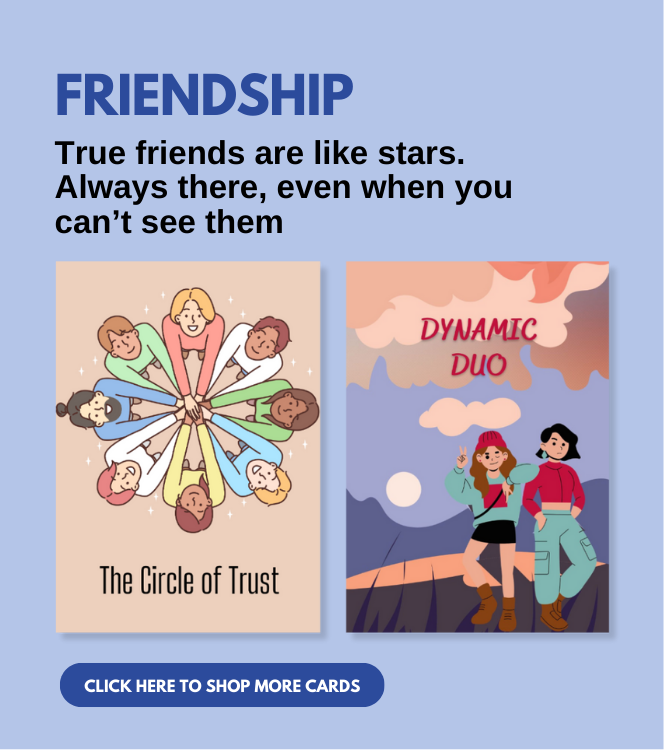 FRIENDSHIP
True friends are like stars.
Always there, even when you
can’t see them
The Circle of Trust
DYNAMIC
DUO
CLICK HERE TO SHOP MORE CARDS